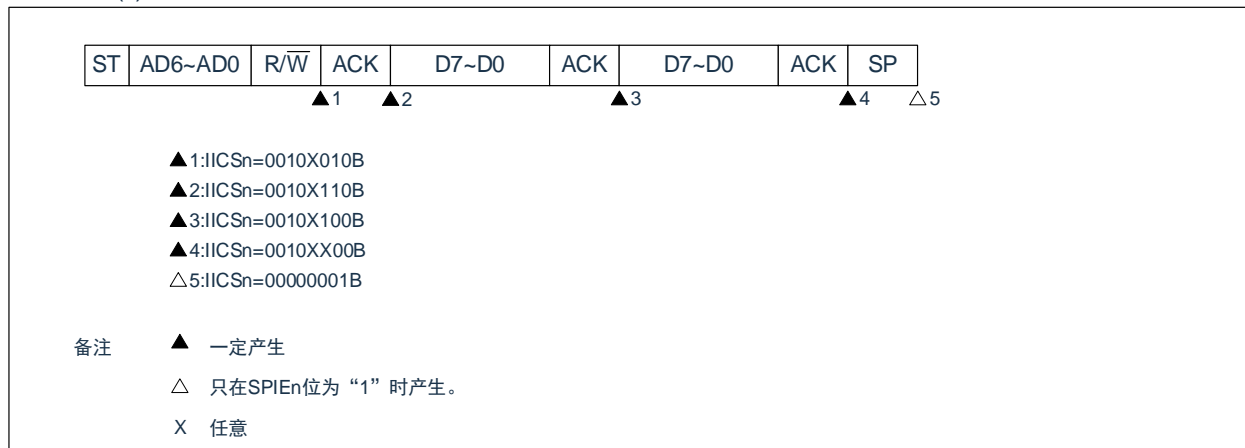 ST AD6~AD0 R/W ACK D7~D0 ACK D7~D0 ACK SP
▲1 ▲2 ▲3 ▲4 △5
▲1:IICSn=0010X010B
▲2:IICSn=0010X110B
▲3:IICSn=0010X100B
▲4:IICSn=0010XX00B
△5:IICSn=00000001B
备注 ▲ 一定产生
△ 只在SPIEn位为“1”时产生。
X 任意